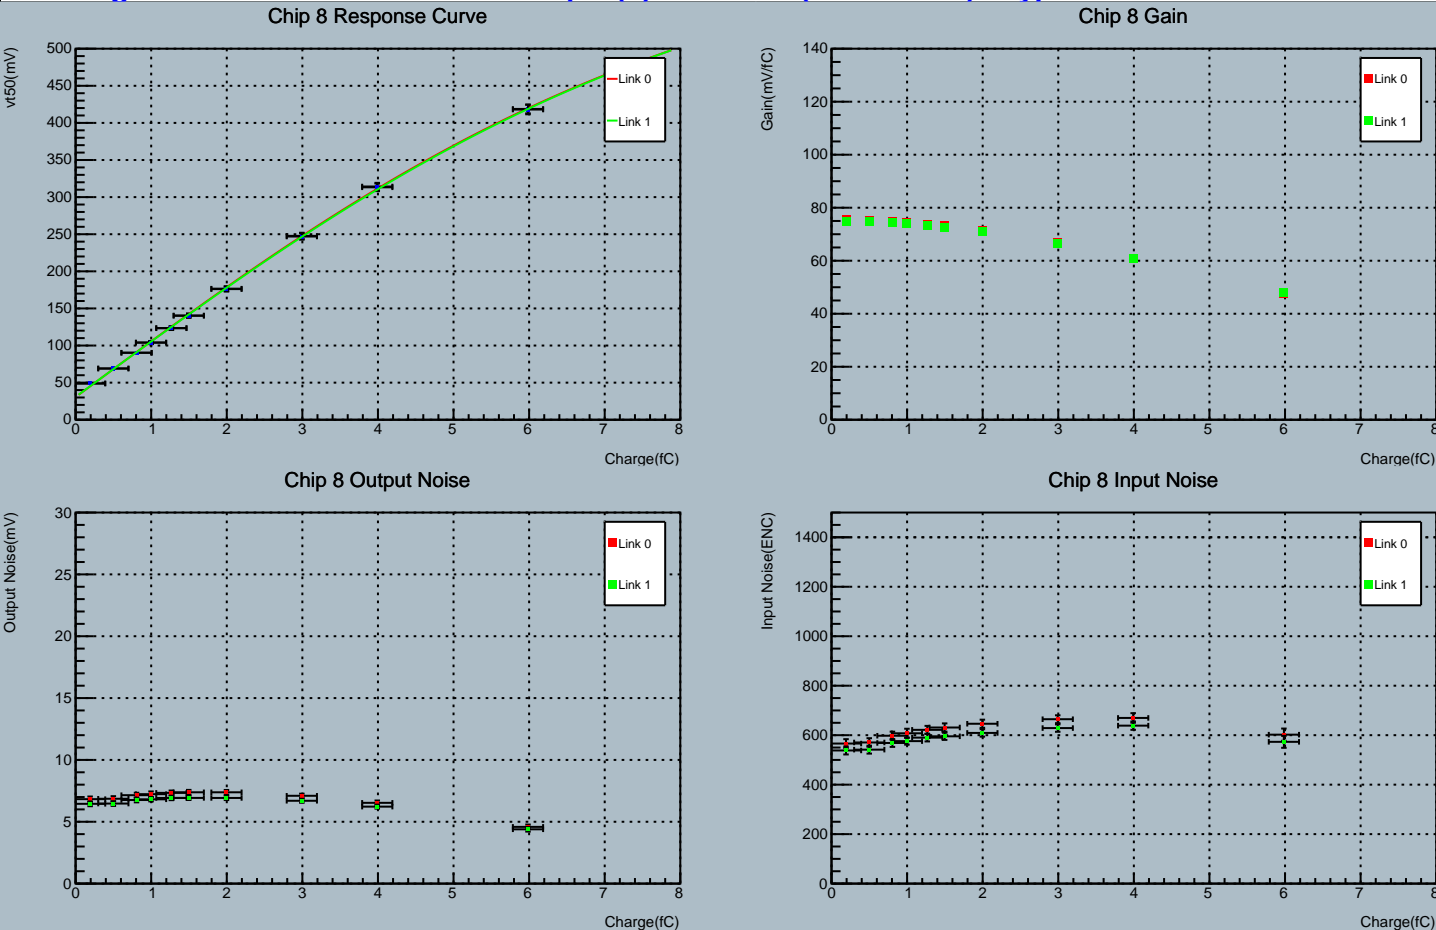 Chip 8 Response Curve
vt50(mV)
500
450
400
350
300
250
200
150
100
50
0
0 1 2 3 4 5 6 7 8
Charge(fC)
Link 0
Link 1
Chip 8 Gain
Gain(mV/fC)
140
120
100
80
60
40
20
0
0 1 2 3 4 5 6 7 8
Charge(fC)
Link 0
Link 1
Chip 8 Output Noise
Output Noise(mV)
30
25
20
15
10
5
0
0 1 2 3 4 5 6 7 8
Charge(fC)
Link 0
Link 1
Chip 8 Input Noise
Input Noise(ENC)
1400
1200
1000
800
600
400
200
0
0 1 2 3 4 5 6 7 8
Charge(fC)
Link 0
Link 1